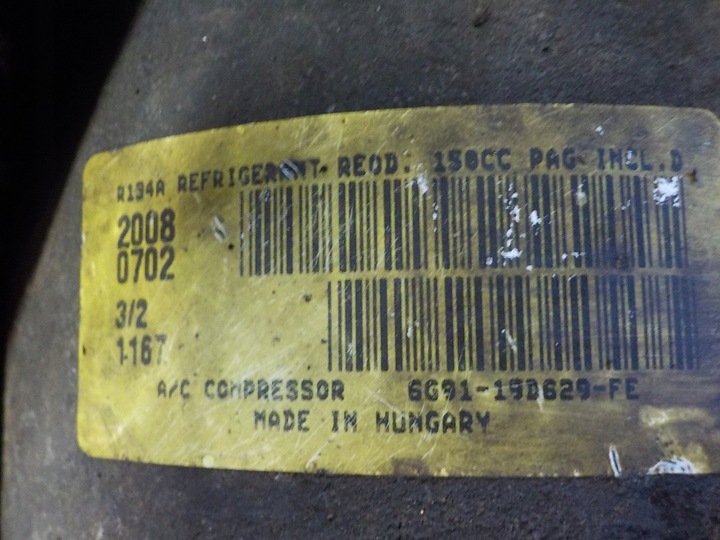 R134A REFRIGERANT REQD. 150CC PAG INCL.D
2008
0702
3/2
1167
A/C COMPRESSOR 6G91-19D629-FE
MADE IN HUNGARY